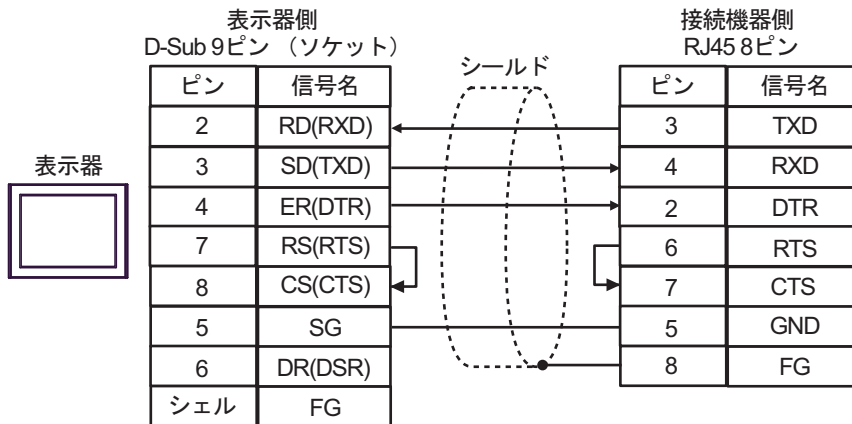 表示器側
D-Sub 9ピン （ソケット）
接続機器側
RJ45 8ピン
シールド
表示器
ピン 信号名 ピン 信号名
2 RD(RXD) 3 TXD
3 SD(TXD) 4 RXD
4 ER(DTR) 2 DTR
7 RS(RTS) 6 RTS
8 CS(CTS) 7 CTS
5 SG 5 GND
6 DR(DSR) 8 FG
シェル FG